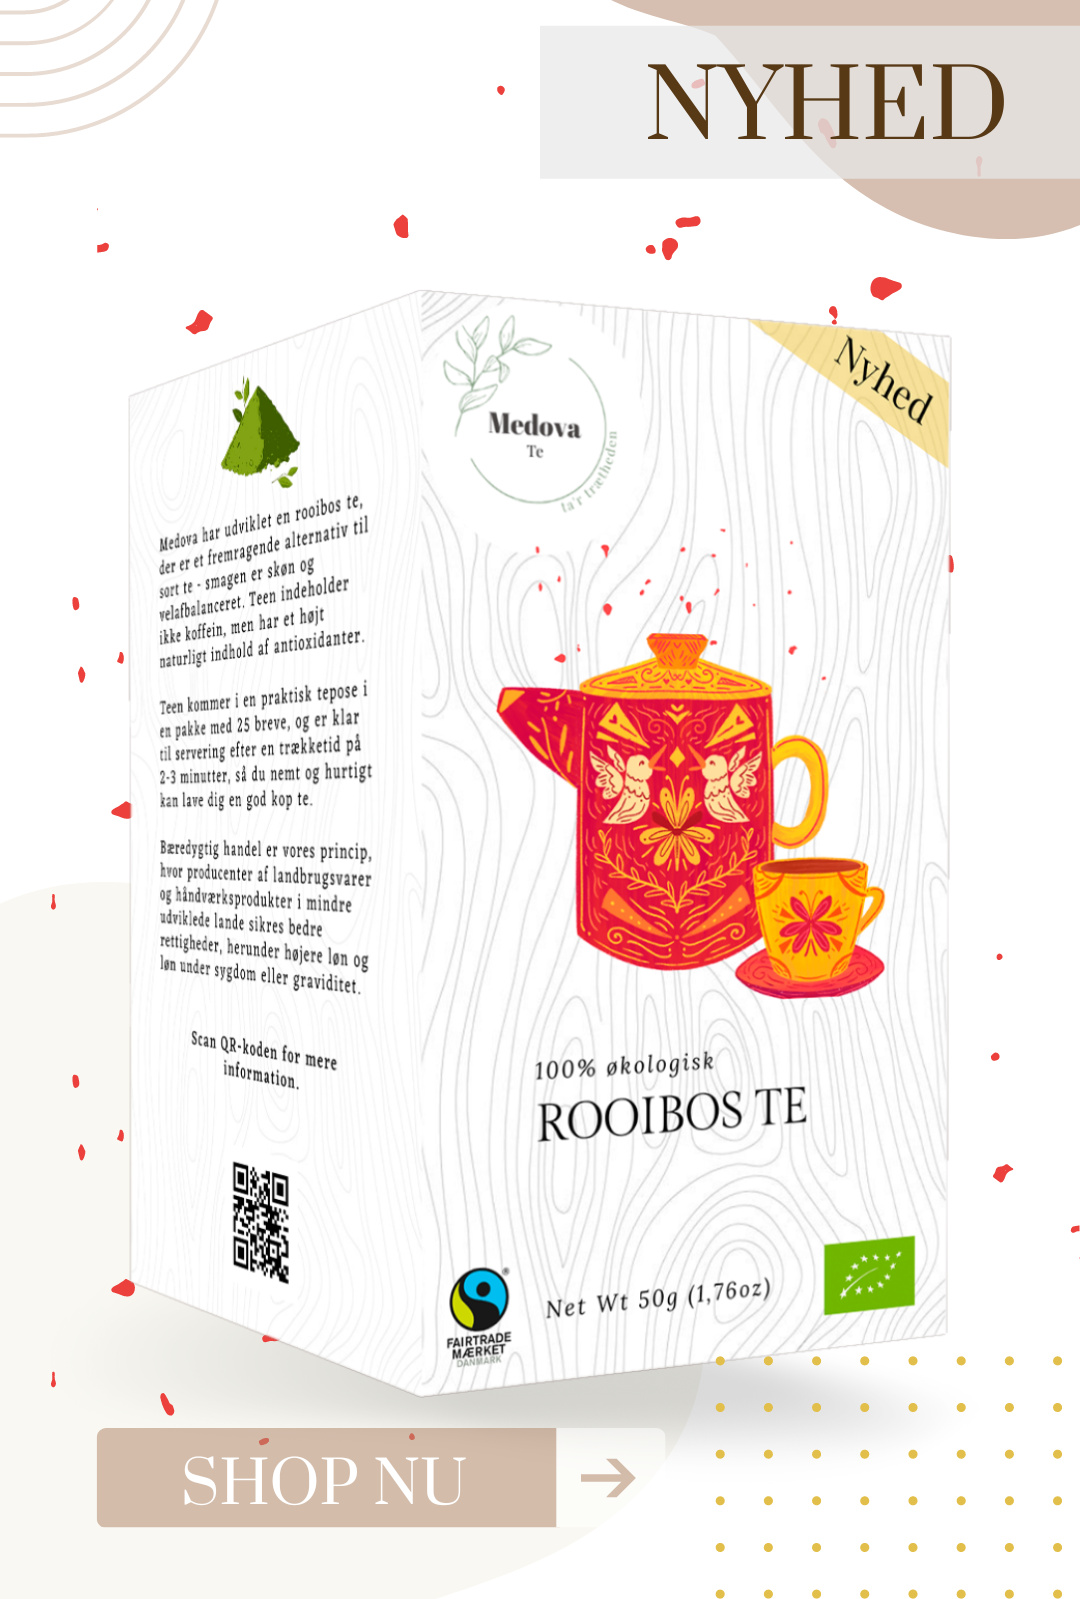 NYHED
Nyhed
Medova
Te
ta'r trætheden
Medova har udviklet en rooibos te,
der er et fremragende alternativ til
sort te - smagen er skøn og
velafbalanceret. Teen indeholder
ikke koffein, men har et højt
naturligt indhold af antioxidanter.
Teen kommer i en praktisk tepose i
en pakke med 25 breve, og er klar
til servering efter en trækketid på
2-3 minutter, så du nemt og hurtigt
kan lave dig en god kop te.
Bæredygtig handel er vores princip,
hvor producenter af landbrugsvarer
og håndværksprodukter i mindre
udviklede lande sikres bedre
rettigheder, herunder højere løn og
løn under sygdom eller graviditet.
Scan QR-koden for mere
information.
100% økologisk
ROOIBOS TE
Net Wt 50g (1,76oz)
FAIRTRADE
MÆRKET
DANMARK
SHOP NU